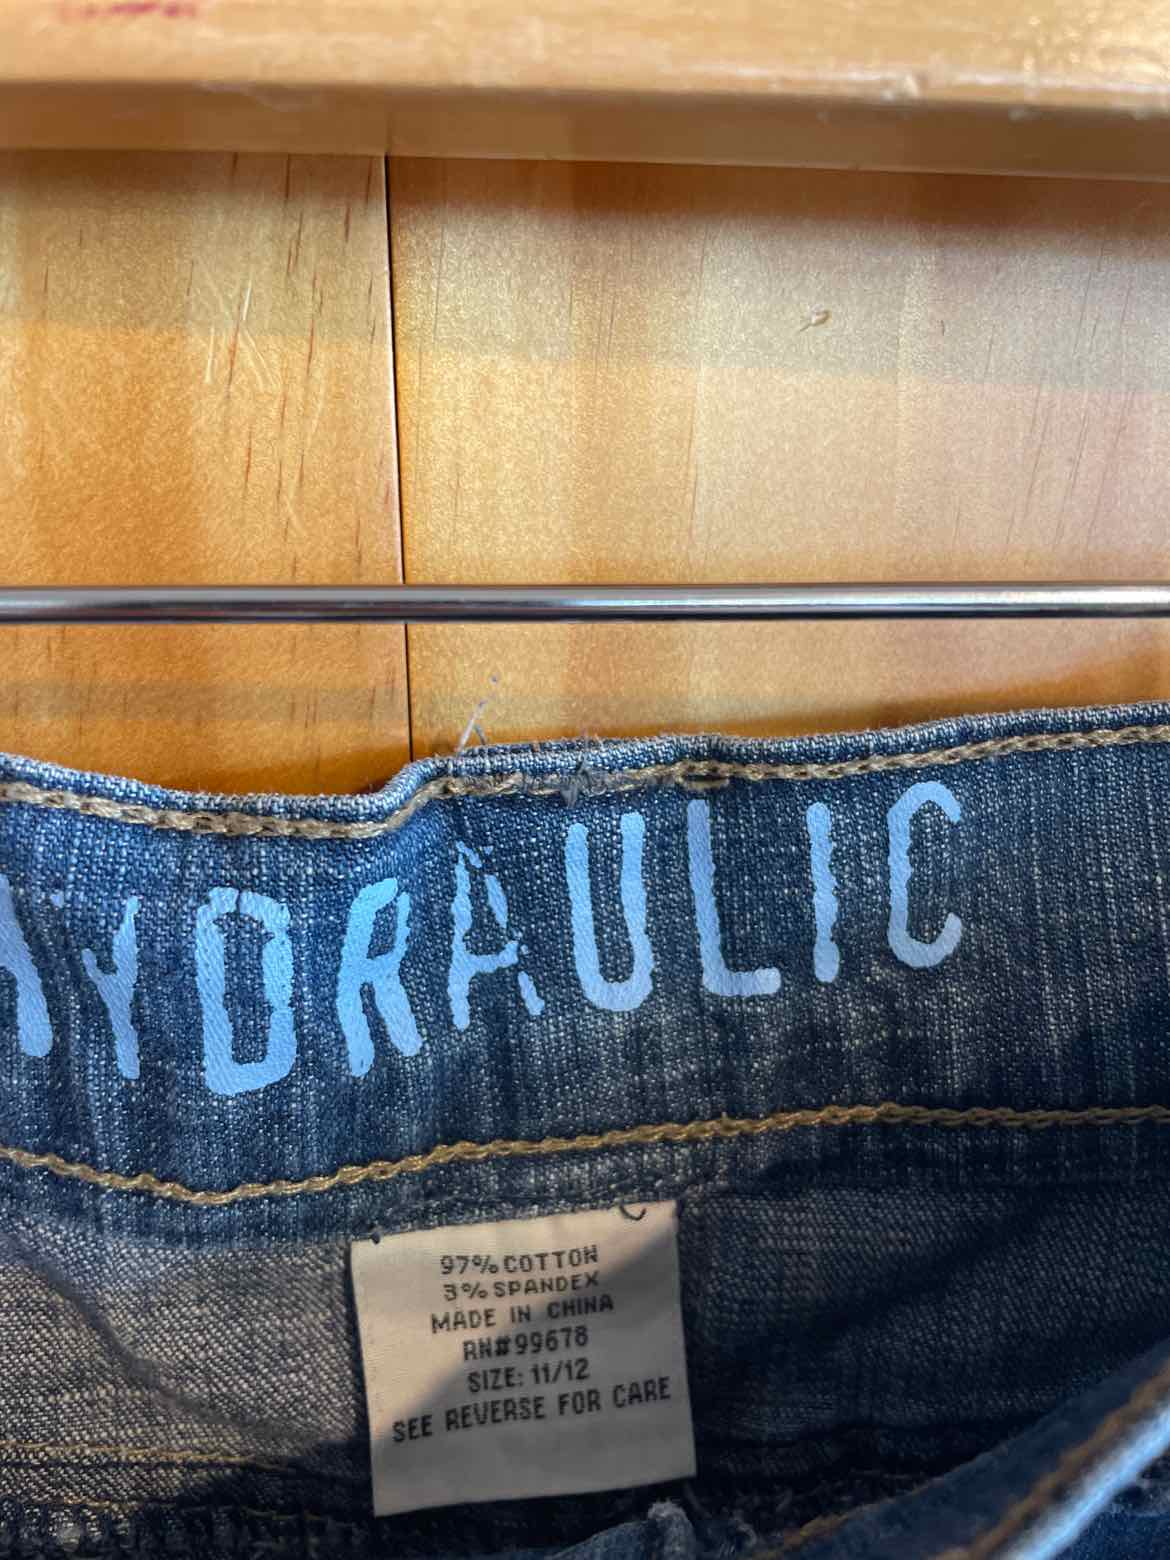 HYDRAULIC
97% COTTON
3% SPANDEX
MADE IN CHINA
RN#99678
SIZE: 11/12
SEE REVERSE FOR CARE